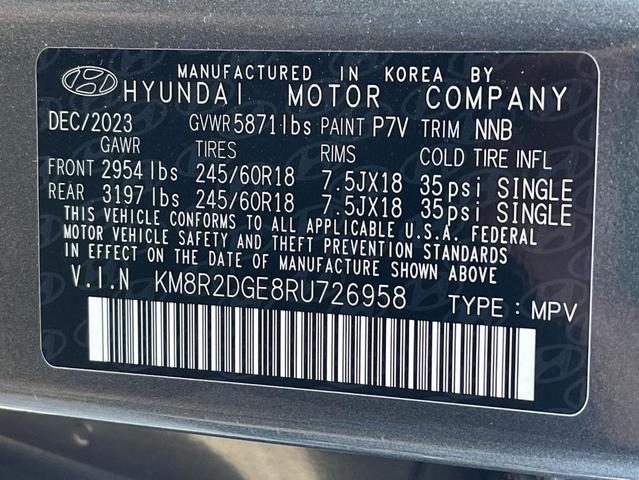 MANUFACTURED IN KOREA BY
HYUNDAI MOTOR COMPANY
DEC/2023 GVWR 5871lbs PAINT P7V TRIM NNB
GAWR TIRES RIMS COLD TIRE INFL
FRONT 2954 lbs 245/60R18 7.5JX18 35psi SINGLE
REAR 3197 lbs 245/60R18 7.5JX18 35psi SINGLE
THIS VEHICLE CONFORMS TO ALL APPLICABLE U.S.A. FEDERAL
MOTOR VEHICLE SAFETY AND THEFT PREVENTION STANDARDS
IN EFFECT ON THE DATE OF MANUFACTURE SHOWN ABOVE.
V.I.N KM8R2DGE8RU726958 TYPE : MPV